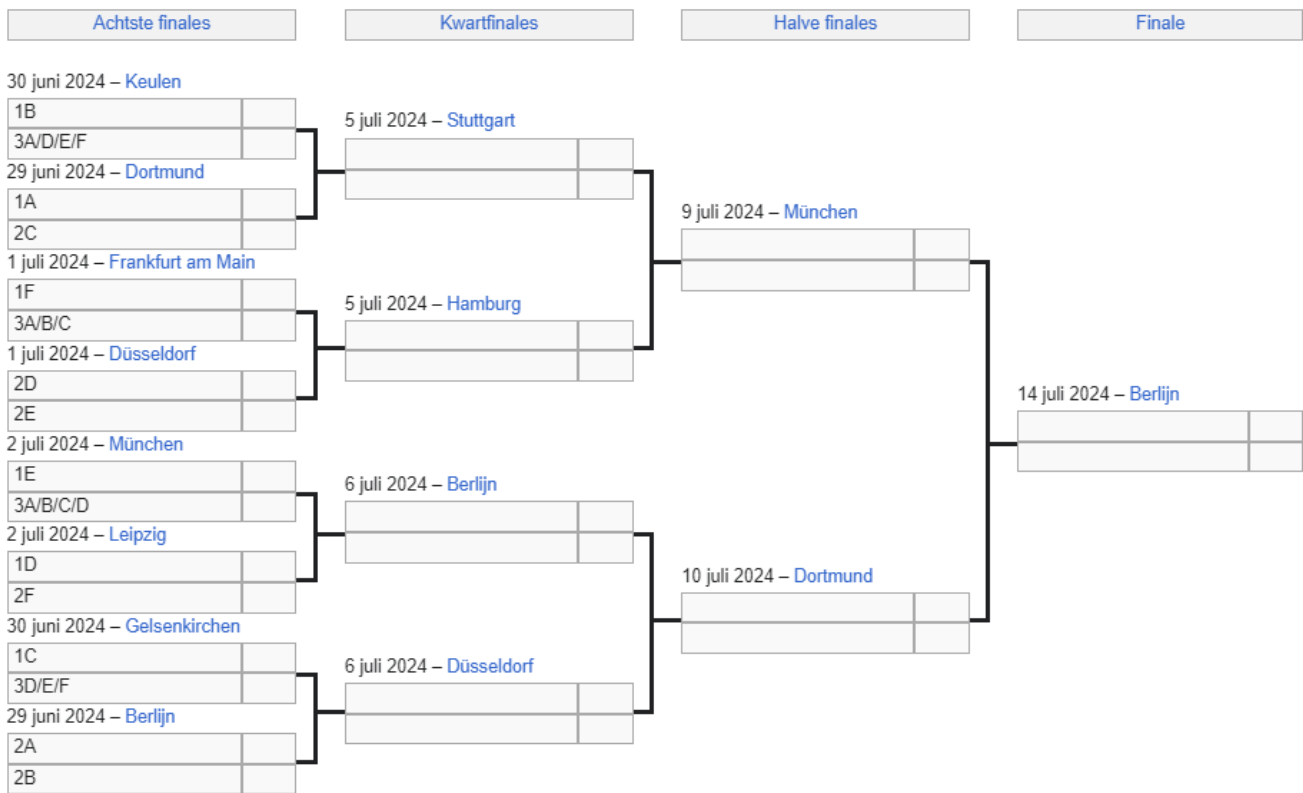 Achtste finales
Kwartfinales
Halve finales
Finale
30 juni 2024 – Keulen
1B
3A/D/E/F
29 juni 2024 – Dortmund
1A
2C
1 juli 2024 – Frankfurt am Main
1F
3A/B/C
1 juli 2024 – Düsseldorf
2D
2E
2 juli 2024 – München
1E
3A/B/C/D
2 juli 2024 – Leipzig
1D
2F
30 juni 2024 – Gelsenkirchen
1C
3D/E/F
29 juni 2024 – Berlijn
2A
2B
5 juli 2024 – Stuttgart
5 juli 2024 – Hamburg
6 juli 2024 – Berlijn
6 juli 2024 – Düsseldorf
9 juli 2024 – München
10 juli 2024 – Dortmund
14 juli 2024 – Berlijn